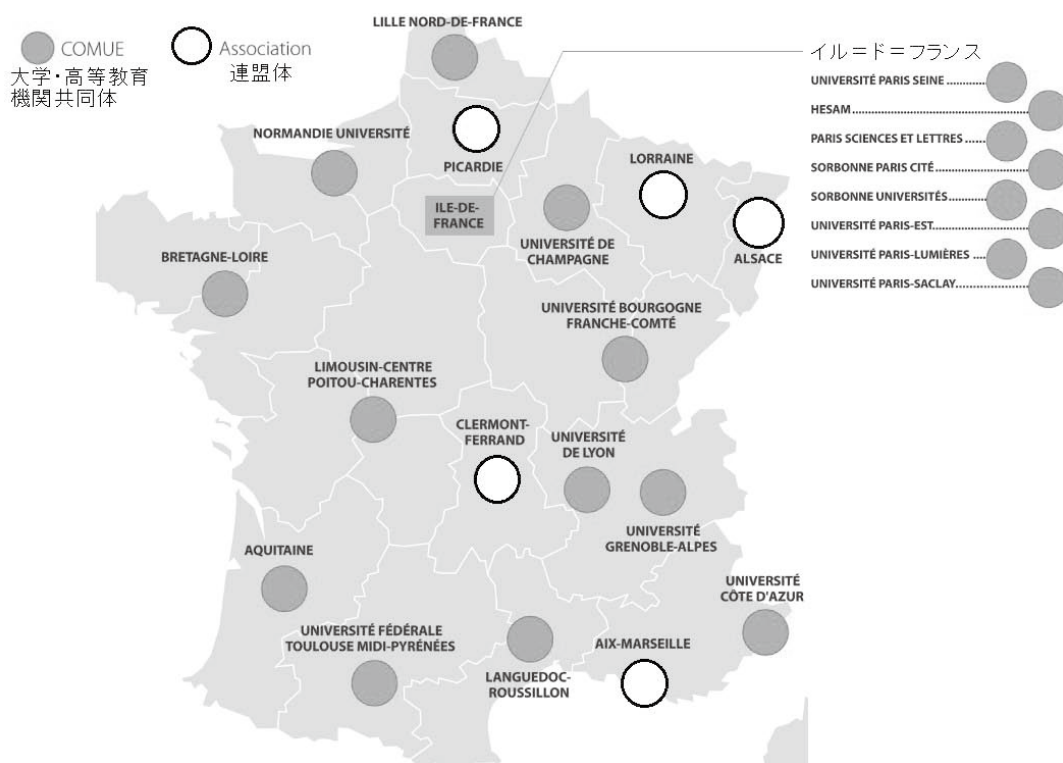 COMUE
大学・高等教育
機関共同体
Association
連盟体
LILLE NORD-DE-FRANCE
イル＝ド＝フランス
UNIVERSITÉ PARIS SEINE
HESAM
PARIS SCIENCES ET LETTRES
SORBONNE PARIS CITÉ
SORBONNE UNIVERSITÉS
UNIVERSITÉ PARIS-EST
UNIVERSITÉ PARIS-LUMIÈRES
UNIVERSITÉ PARIS-SACLAY
NORMANDIE UNIVERSITÉ
PICARDIE
LORRAINE
ILE-DE-
FRANCE
UNIVERSITÉ DE
CHAMPAGNE
ALSACE
BRETAGNE-LOIRE
UNIVERSITÉ BOURGOGNE
FRANCHE-COMTÉ
LIMOUSIN-CENTRE
POITOU-CHARENTES
CLERMONT-
FERRAND
UNIVERSITÉ
DE LYON
UNIVERSITÉ
GRENOBLE-ALPES
AQUITAINE
UNIVERSITÉ
CÔTE D'AZUR
UNIVERSITÉ FÉDÉRALE
TOULOUSE MIDI-PYRÉNÉES
LANGUEDOC-
ROUSSILLON
AIX-MARSEILLE